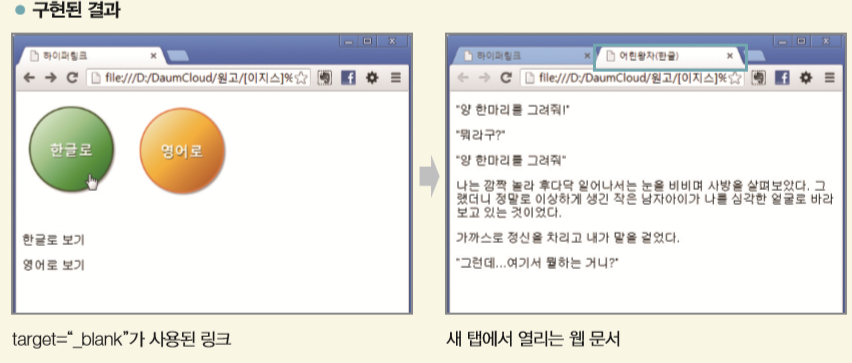 구현된 결과
하이퍼링크
file:///D:/DaumCloud/원고/[이지스]%
한글로
영어로
한글로 보기
영어로 보기
target="_blank"가 사용된 링크
하이퍼링크
어린왕자(한글)
file:///D:/DaumCloud/원고/[이지스]%
"양 한마리를 그려줘!"
"뭐라구?"
"양 한마리를 그려줘"
나는 깜짝 놀라 후다닥 일어나서는 눈을 비비며 사방을 살펴보았다. 그
랬더니 정말로 이상하게 생긴 작은 남자아이가 나를 심각한 얼굴로 바라
보고 있는 것이었다.
가까스로 정신을 차리고 내가 말을 걸었다.
"그런데...여기서 뭘하는 거니?"
새 탭에서 열리는 웹 문서